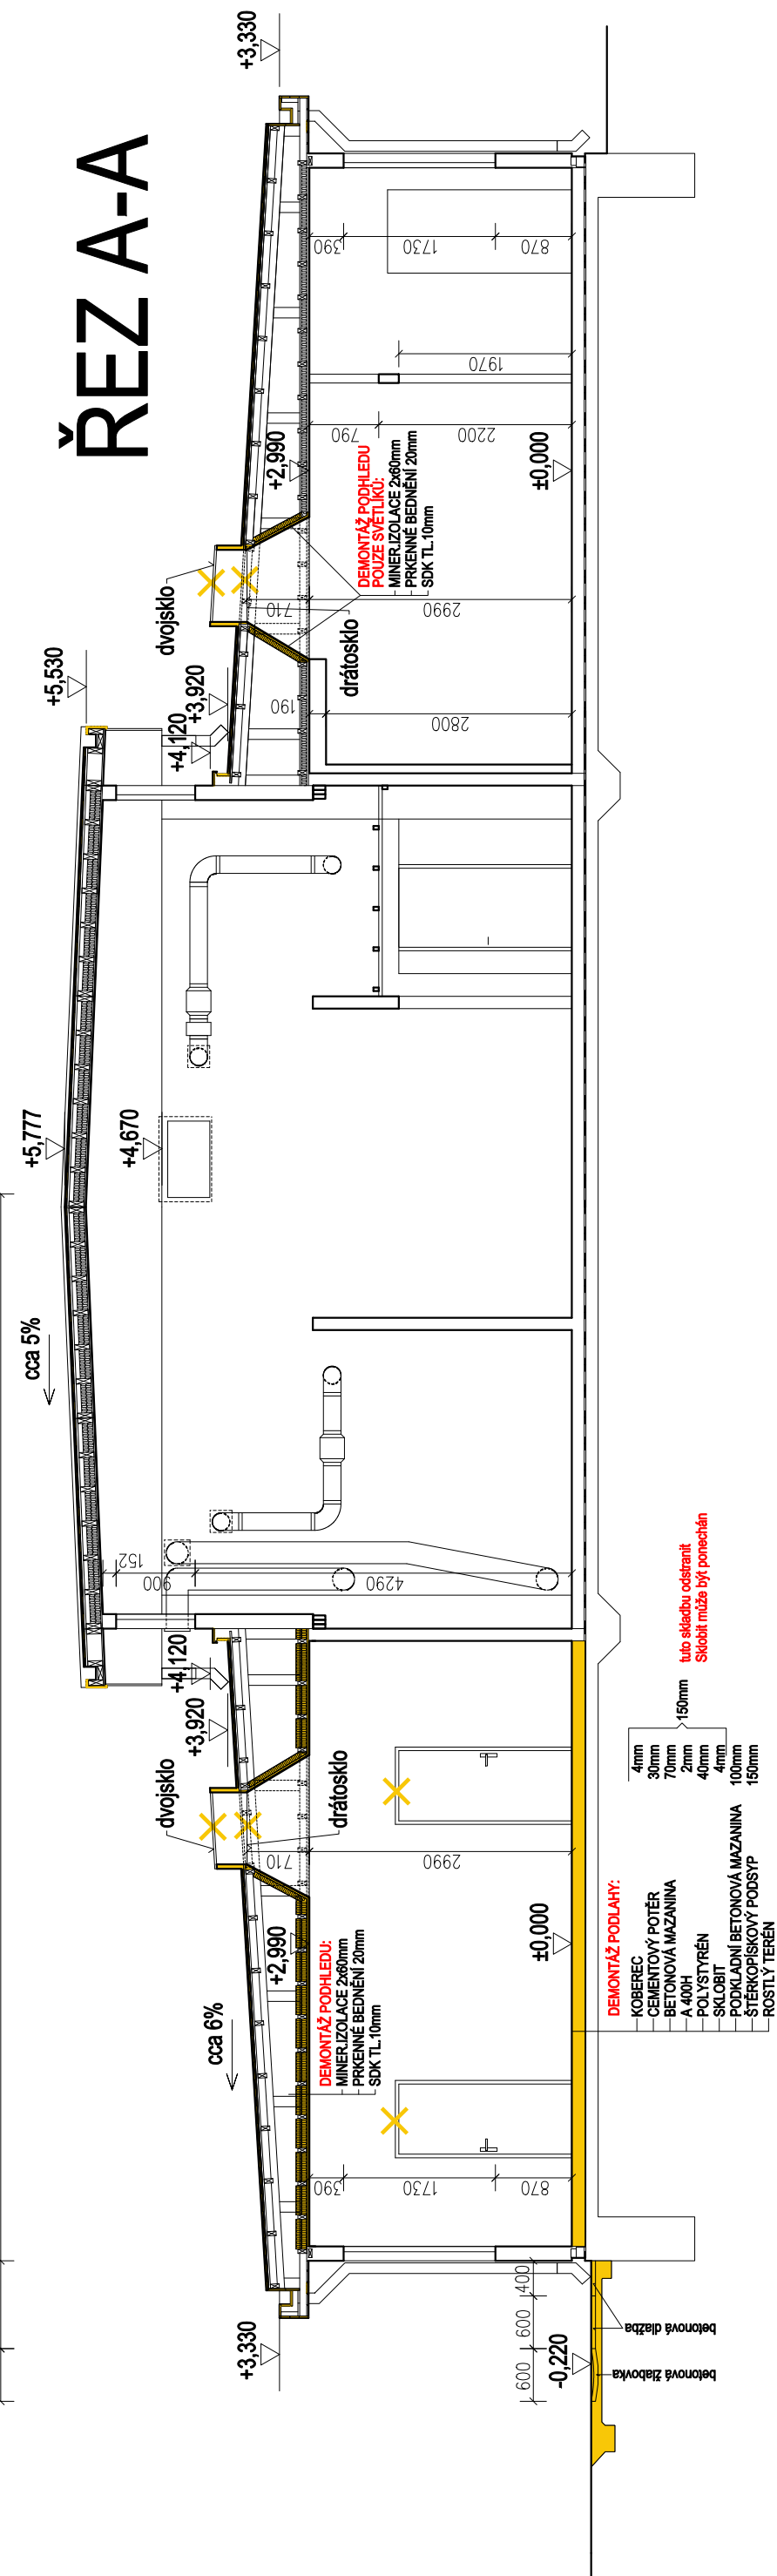 ŘEZ A-A
cca 5%
+5,777
+5,530
+4,670
cca 6%
+3,330
+2,990
dvojsklo
+3,920
+4,120
drátosklo
710
DEMONTÁŽ PODHLEDU:
MINER.IZOLACE 2x60mm
PRKENNÉ BEDNĚNÍ 20mm
SDK TL.10mm
390
1730
870
2990
±0,000
400
600
600
-0,220
betonová dlažba
betonová žlabovka
152
900
4290
+4,120
+3,920
dvojsklo
drátosklo
710
190
2800
2990
+2,990
+3,330
DEMONTÁŽ PODHLEDU
POUZE SVĚTLÍKŮ:
MINER.IZOLACE 2x60mm
PRKENNÉ BEDNĚNÍ 20mm
SDK TL.10mm
790
2200
1970
390
1730
870
±0,000
DEMONTÁŽ PODLAHY:
KOBEREC 4mm
CEMENTOVÝ POTĚR 30mm
BETONOVÁ MAZANINA 70mm
A 400H 2mm
POLYSTYRÉN 40mm
SKLOBIT 4mm
PODKLADNÍ BETONOVÁ MAZANINA 100mm
ŠTĚRKOPÍSKOVÝ PODSYP 150mm
ROSTLÝ TERÉN
150mm
tuto skladbu odstranit
Sklobit může být ponechán